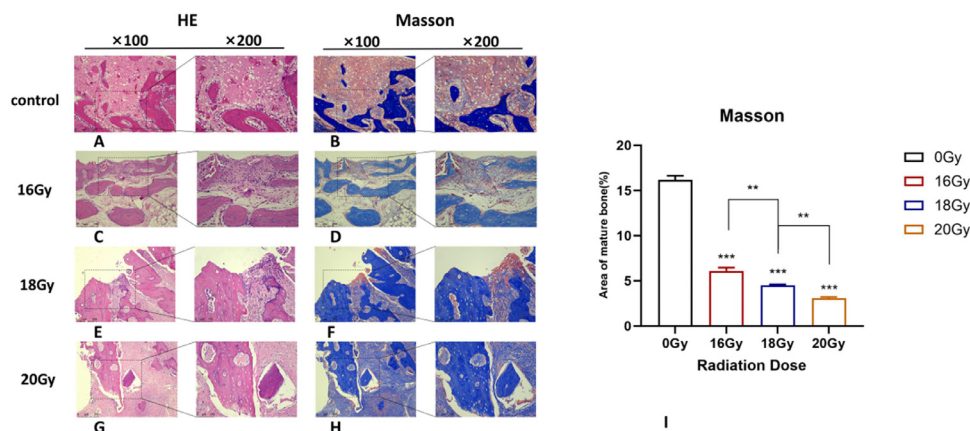 HE Masson
×100 ×200 ×100 ×200
control
A B
16Gy
C D
18Gy
E F
20Gy
G H
Masson
Area of mature bone(%)
20
15
10
5
0
**
**
***
***
***
0Gy 16Gy 18Gy 20Gy
Radiation Dose
0Gy
16Gy
18Gy
20Gy
I